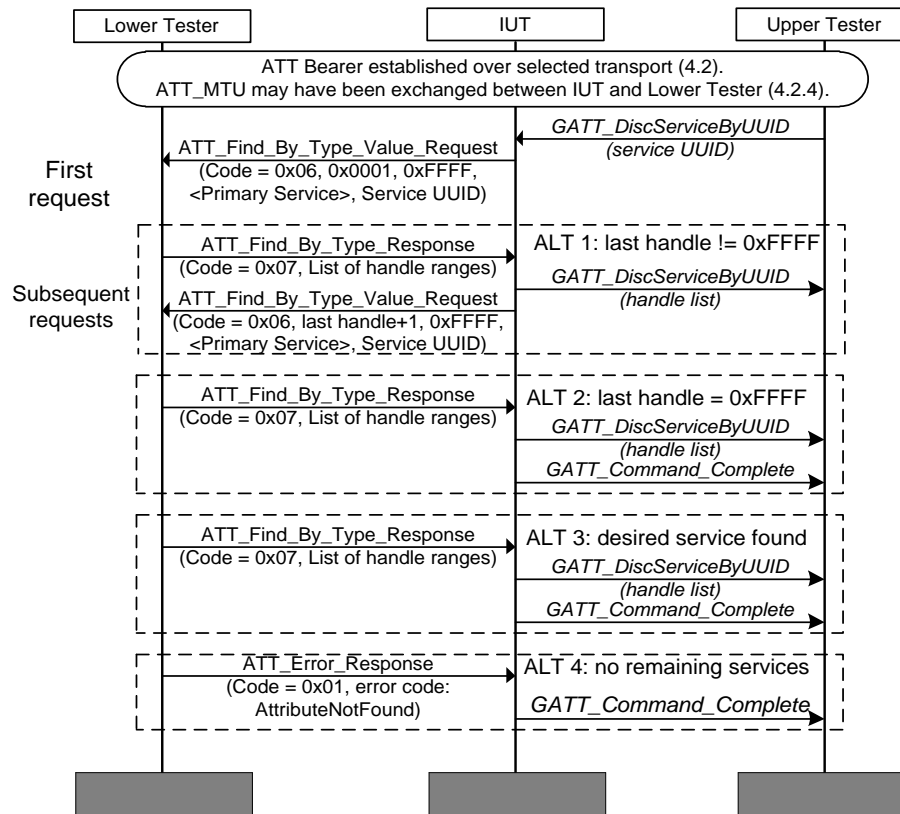 Lower Tester
IUT
Upper Tester
ATT Bearer established over selected transport (4.2).
ATT_MTU may have been exchanged between IUT and Lower Tester (4.2.4).
GATT_DiscServiceByUUID
(service UUID)
ATT_Find_By_Type_Value_Request
(Code = 0x06, 0x0001, 0xFFFF,
<Primary Service>, Service UUID)
First
request
ATT_Find_By_Type_Response
(Code = 0x07, List of handle ranges)
ALT 1: last handle != 0xFFFF
GATT_DiscServiceByUUID
(handle list)
Subsequent
requests
ATT_Find_By_Type_Value_Request
(Code = 0x06, last handle+1, 0xFFFF,
<Primary Service>, Service UUID)
ATT_Find_By_Type_Response
(Code = 0x07, List of handle ranges)
ALT 2: last handle = 0xFFFF
GATT_DiscServiceByUUID
(handle list)
GATT_Command_Complete
ATT_Find_By_Type_Response
(Code = 0x07, List of handle ranges)
ALT 3: desired service found
GATT_DiscServiceByUUID
(handle list)
GATT_Command_Complete
ATT_Error_Response
(Code = 0x01, error code:
AttributeNotFound)
ALT 4: no remaining services
GATT_Command_Complete